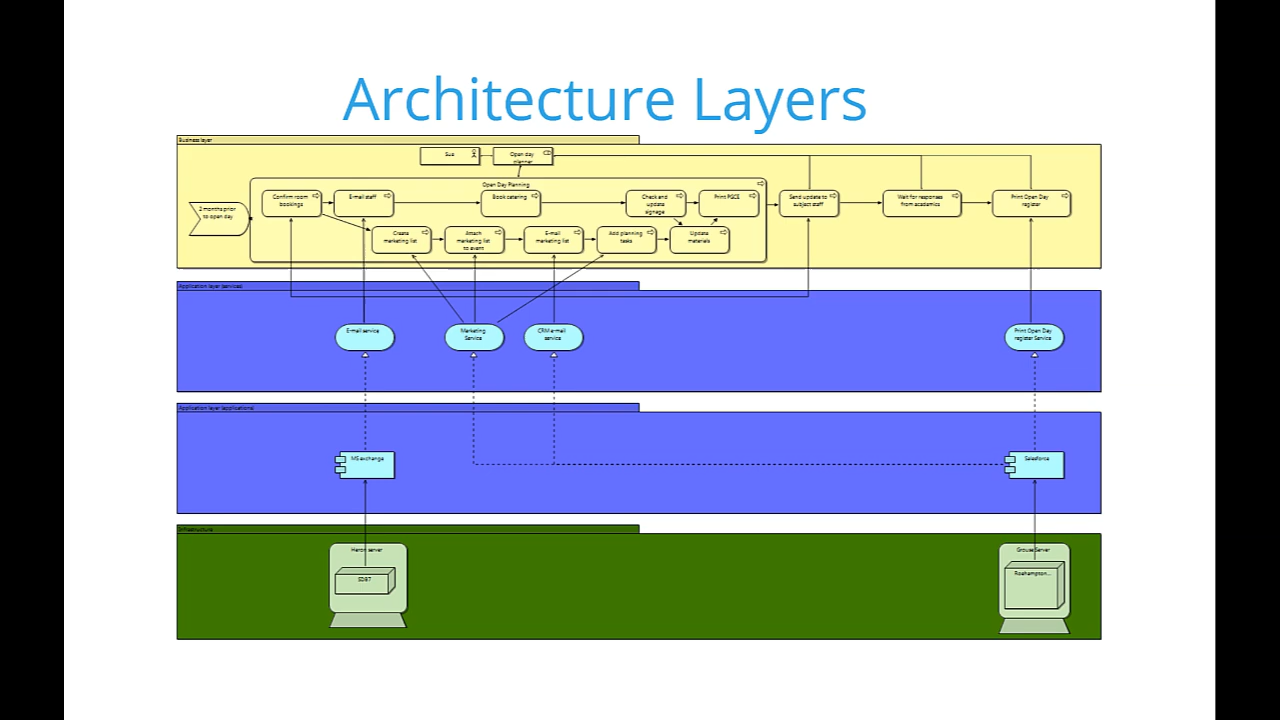 Architecture Layers
Business layer
Sue
Open day
planner
Open Day Planning
2 months prior
to open day
Confirm room
bookings
E-mail staff
Book catering
Check and
update
signage
Print PGCE
Send update to
subject staff
Wait for responses
from academics
Print Open Day
register
Create
marketing list
Attach
marketing list
to event
E-mail
marketing list
Add planning
tasks
Update
materials
Application layer (services)
E-mail service
Marketing
Service
CRM e-mail
service
Print Open Day
register Service
Application layer (applications)
MS exchange
Salesforce
Infrastructure
Heron server
Grouse Server
Roehampton...